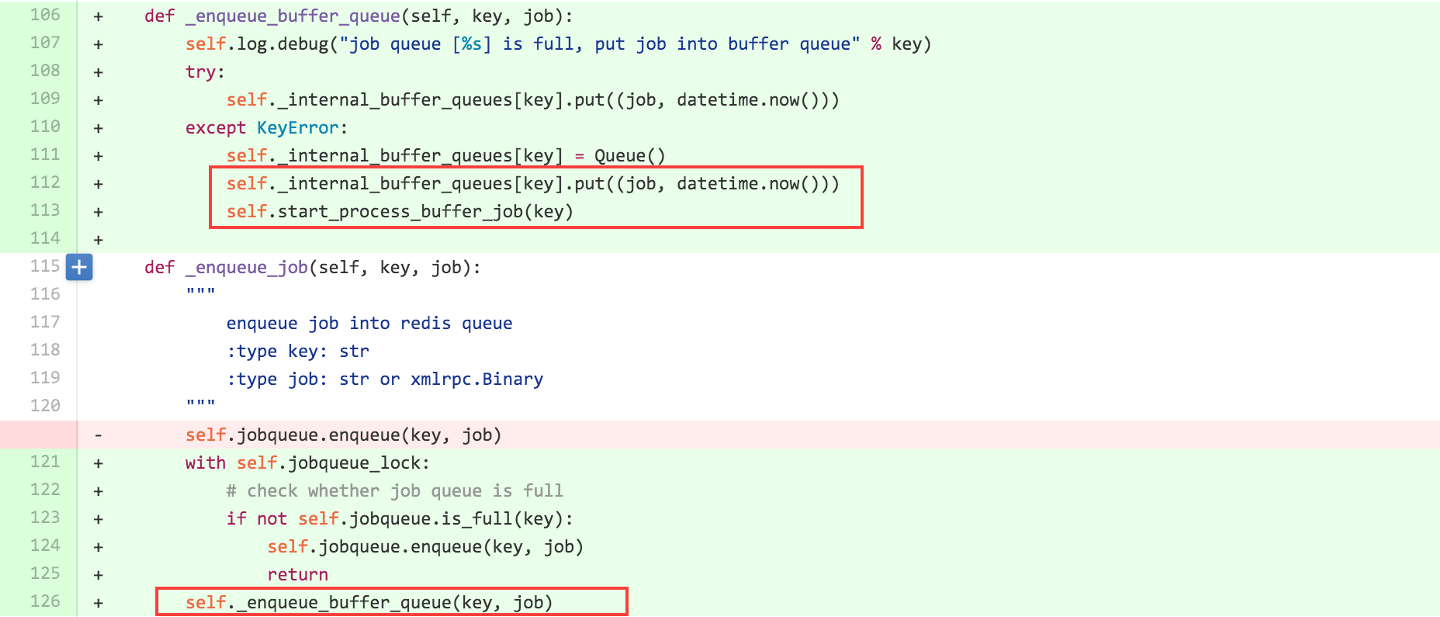 106 + def _enqueue_buffer_queue(self, key, job):
107 + self.log.debug("job queue [%s] is full, put job into buffer queue" % key)
108 + try:
109 + self._internal_buffer_queues[key].put((job, datetime.now()))
110 + except KeyError:
111 + self._internal_buffer_queues[key] = Queue()
112 + self._internal_buffer_queues[key].put((job, datetime.now()))
113 + self.start_process_buffer_job(key)
114 +
115 + def _enqueue_job(self, key, job):
116 """
117 enqueue job into redis queue
118 :type key: str
119 :type job: str or xmlrpc.Binary
120 """
- self.jobqueue.enqueue(key, job)
121 + with self.jobqueue_lock:
122 + # check whether job queue is full
123 + if not self.jobqueue.is_full(key):
124 + self.jobqueue.enqueue(key, job)
125 + return
126 + self._enqueue_buffer_queue(key, job)